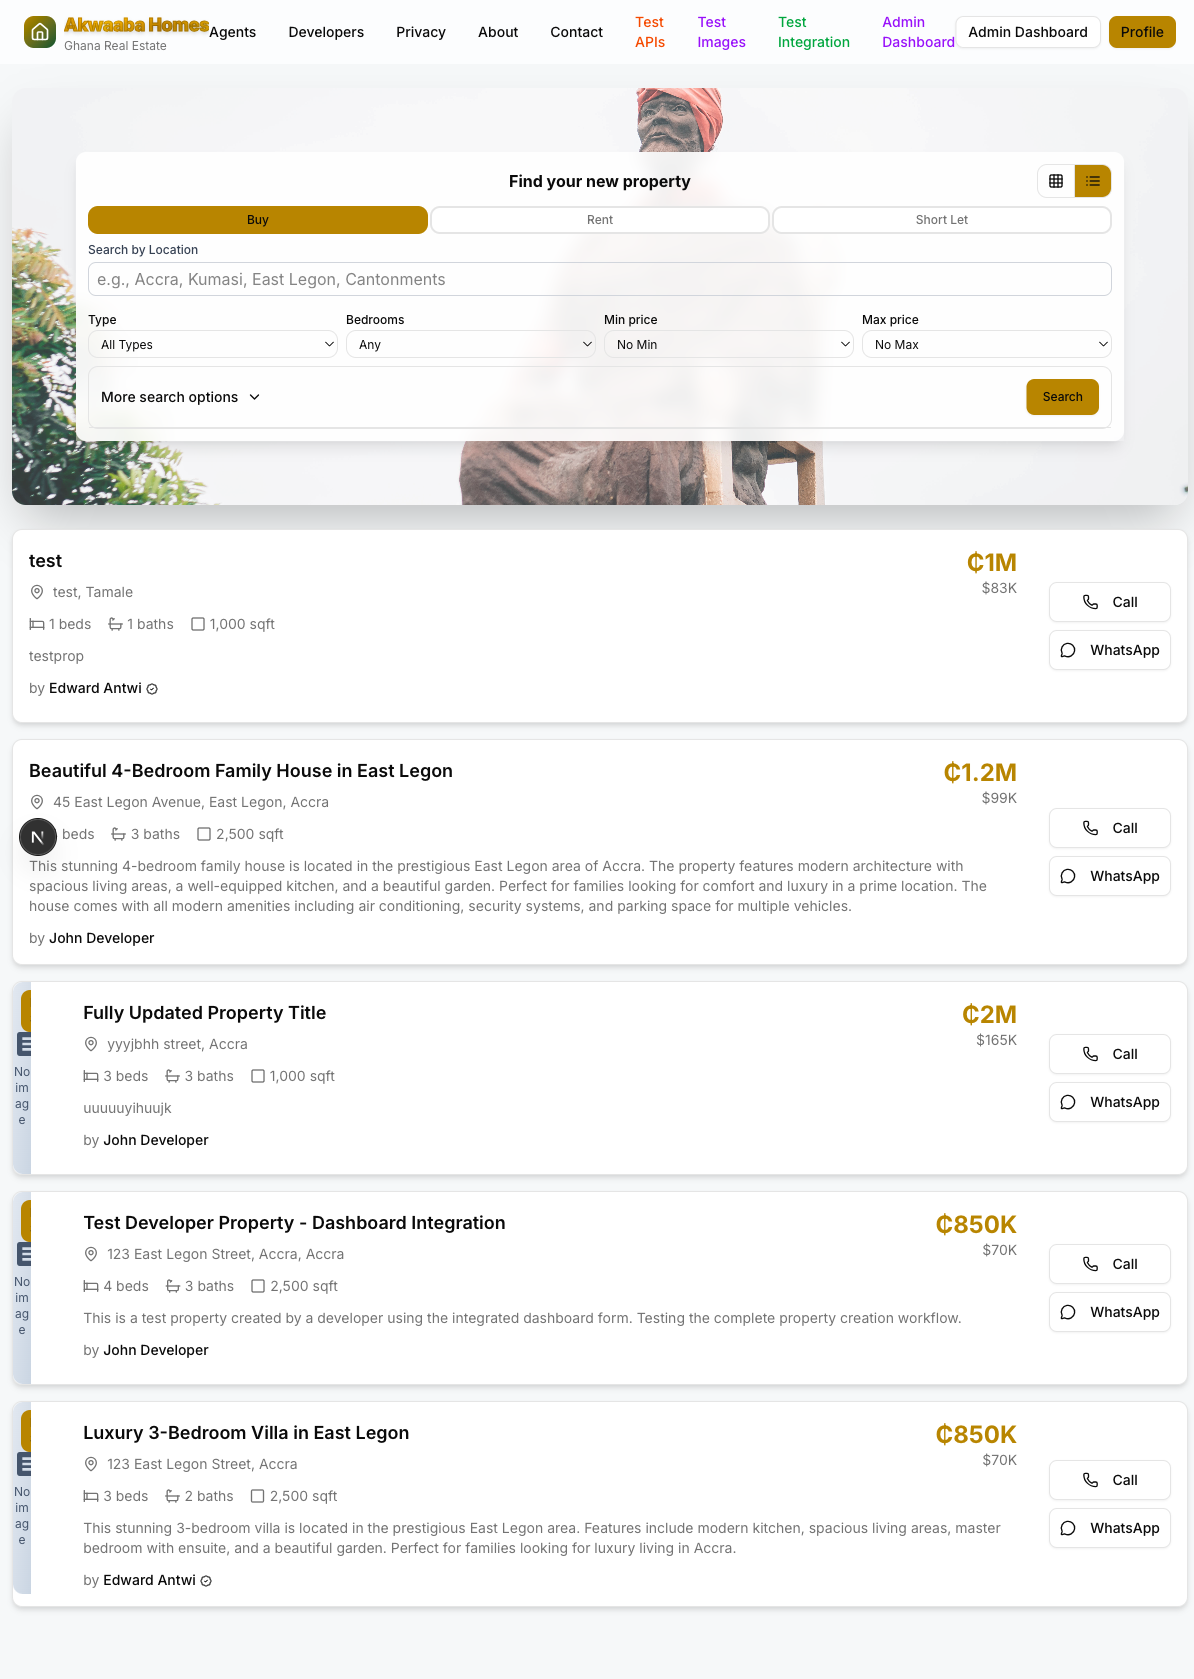 Akwaaba Homes
Ghana Real Estate
Agents
Developers
Privacy
About
Contact
Test APIs
Test Images
Test Integration
Admin Dashboard
Admin Dashboard
Profile
Find your new property
Buy
Rent
Short Let
Search by Location
e.g., Accra, Kumasi, East Legon, Cantonments
Type
Bedrooms
Min price
Max price
All Types
Any
No Min
No Max
More search options
Search
test
₵1M
$83K
test, Tamale
1 beds 1 baths 1,000 sqft
testprop
by Edward Antwi
Call
WhatsApp
Beautiful 4-Bedroom Family House in East Legon
₵1.2M
$99K
45 East Legon Avenue, East Legon, Accra
beds 3 baths 2,500 sqft
N
This stunning 4-bedroom family house is located in the prestigious East Legon area of Accra. The property features modern architecture with
spacious living areas, a well-equipped kitchen, and a beautiful garden. Perfect for families looking for comfort and luxury in a prime location. The
house comes with all modern amenities including air conditioning, security systems, and parking space for multiple vehicles.
by John Developer
Call
WhatsApp
No
im
ag
e
Fully Updated Property Title
₵2M
$165K
yyyjbhh street, Accra
3 beds 3 baths 1,000 sqft
uuuuuyihuujk
by John Developer
Call
WhatsApp
No
im
ag
e
Test Developer Property - Dashboard Integration
₵850K
$70K
123 East Legon Street, Accra, Accra
4 beds 3 baths 2,500 sqft
This is a test property created by a developer using the integrated dashboard form. Testing the complete property creation workflow.
by John Developer
Call
WhatsApp
No
im
ag
e
Luxury 3-Bedroom Villa in East Legon
₵850K
$70K
123 East Legon Street, Accra
3 beds 2 baths 2,500 sqft
This stunning 3-bedroom villa is located in the prestigious East Legon area. Features include modern kitchen, spacious living areas, master
bedroom with ensuite, and a beautiful garden. Perfect for families looking for luxury living in Accra.
by Edward Antwi
Call
WhatsApp